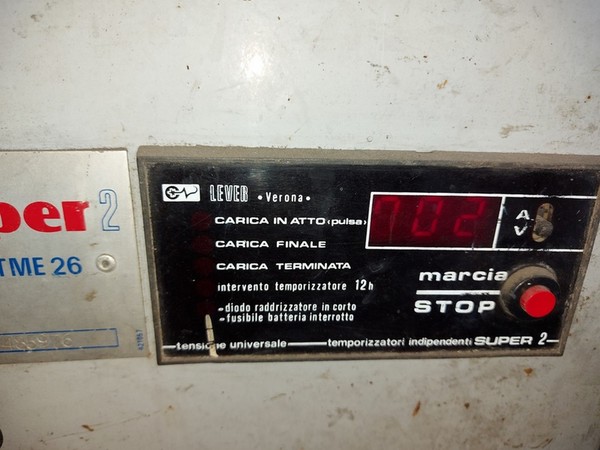 per 2
TME 26
LEVER •Verona•
CARICA IN ATTO (pulsa)
CARICA FINALE
CARICA TERMINATA
intervento temporizzatore 12h
-diodo raddrizzatore in corto
-fusibile batteria interrotto
702
A
V
marcia
STOP
tensione universale
temporizzatori indipendenti SUPER 2